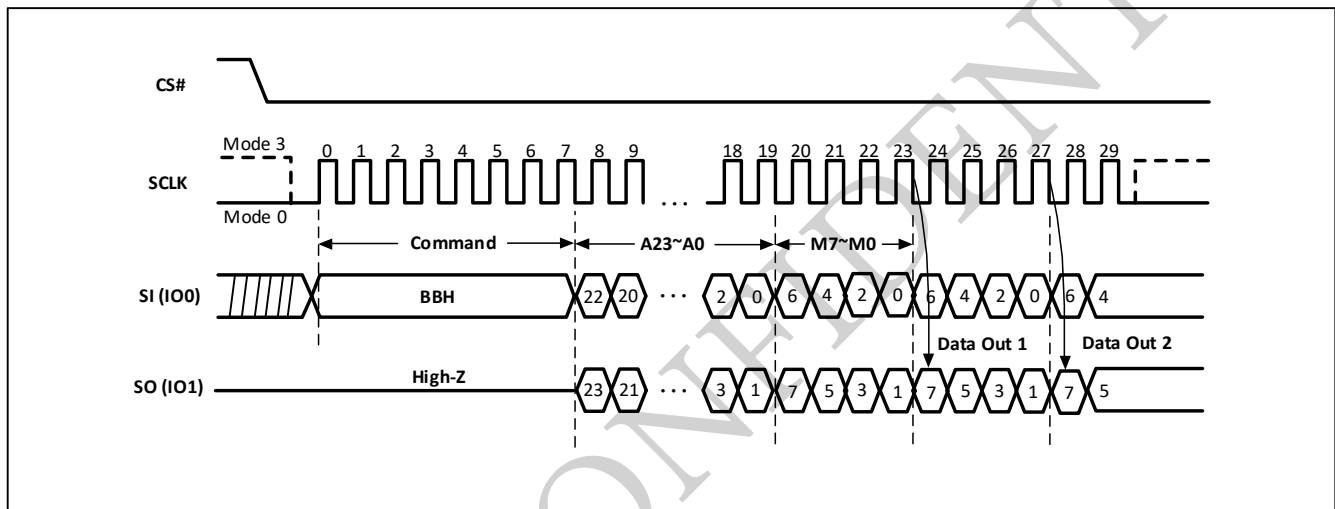 CS#
Mode 3
0 1 2 3 4 5 6 7 8 9 18 19 20 21 22 23 24 25 26 27 28 29
SCLK
...
Mode 0
Command A23~A0 M7~M0
SI (IO0) BBH 22 20 ... 2 0 6 4 2 0 6 4 2 0 6 4
Data Out 1 Data Out 2
High-Z
SO (IO1) 23 21 ... 3 1 7 5 3 1 7 5 3 1 7 5
ONFIDENT